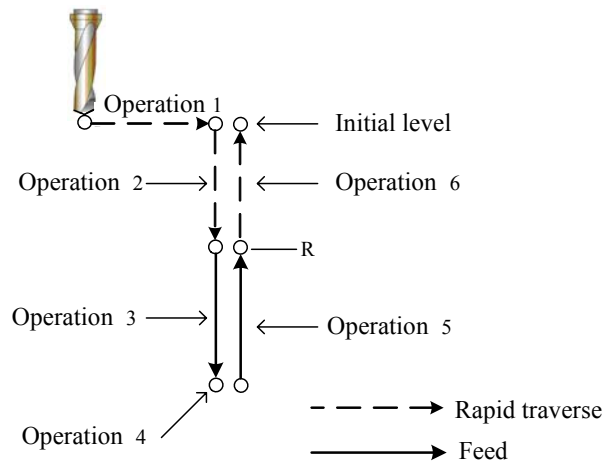 Operation 1
Initial level
Operation 2
Operation 6
R
Operation 3
Operation 5
Operation 4
Rapid traverse
Feed